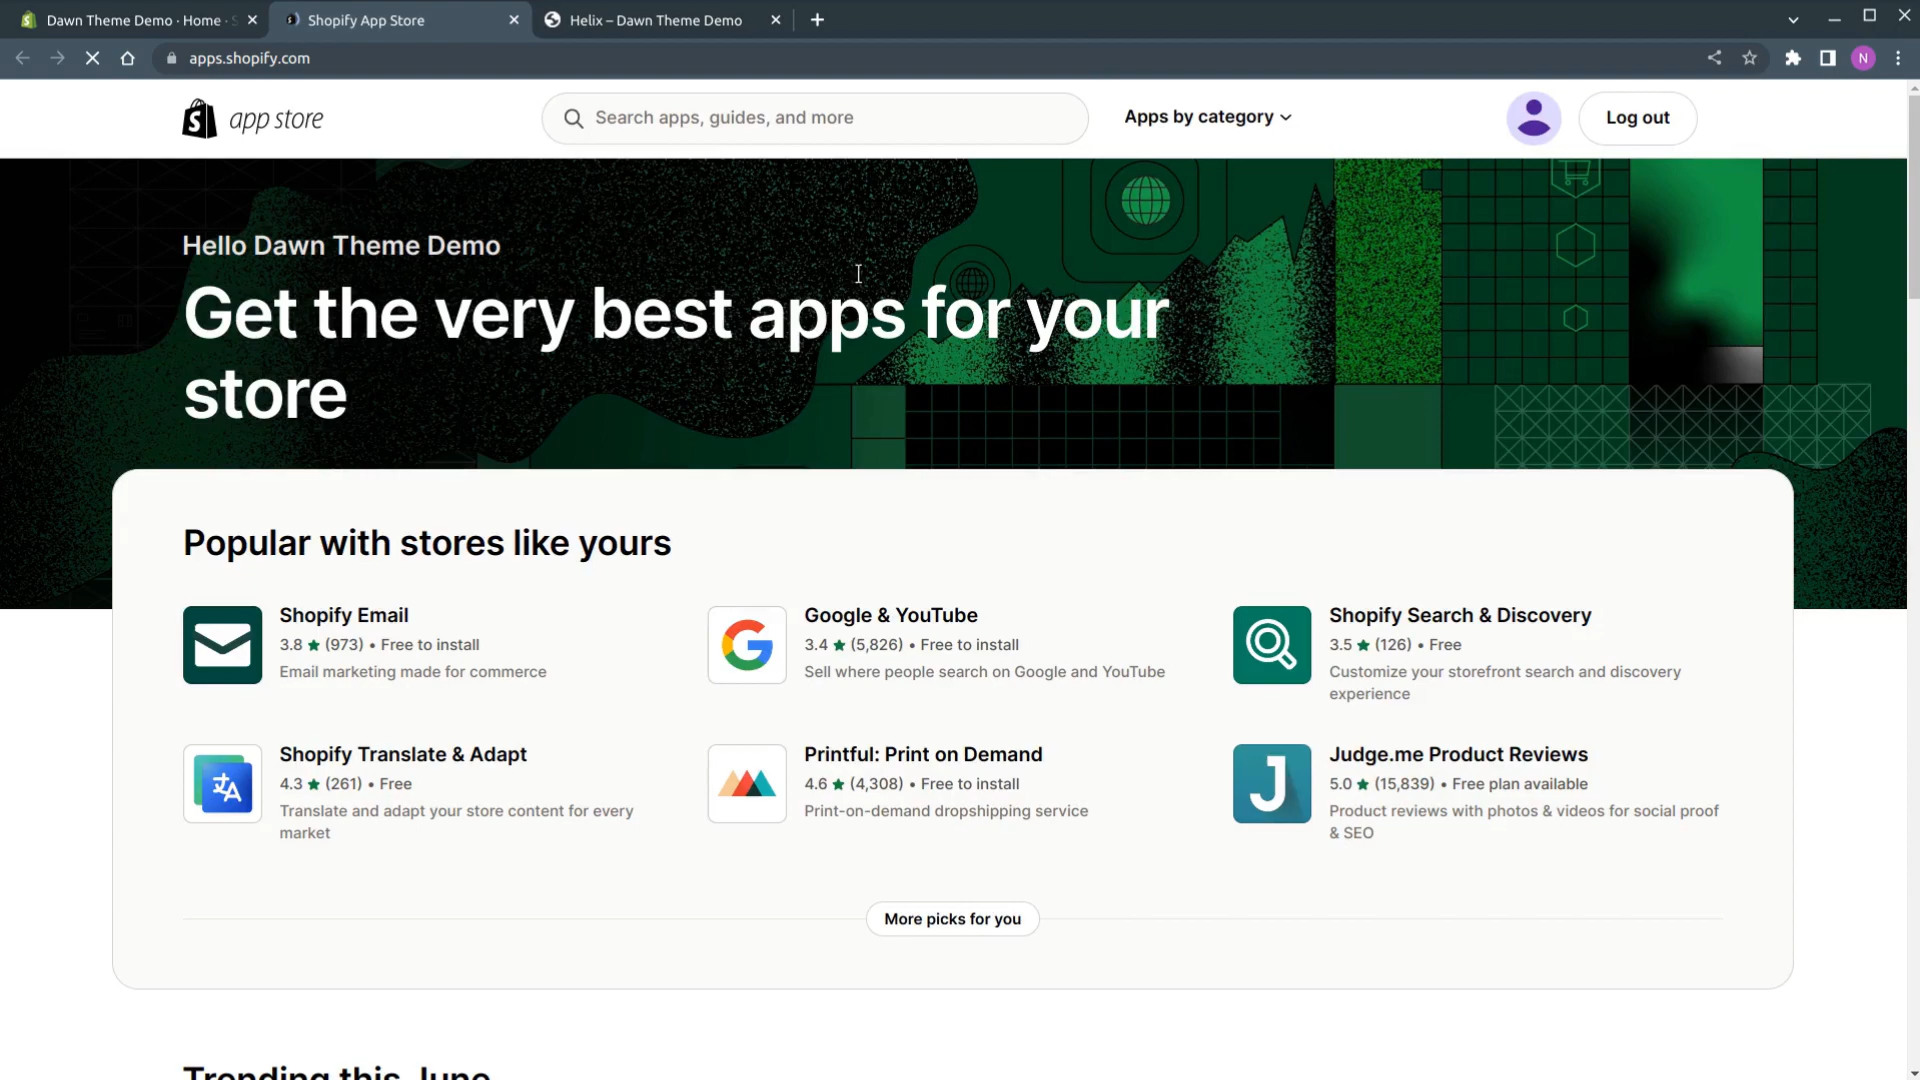 Dawn Theme Demo · Home ·
Shopify App Store
Helix – Dawn Theme Demo
apps.shopify.com
N
app store
Search apps, guides, and more
Apps by category
Log out
Hello Dawn Theme Demo
Get the very best apps for your
store
Popular with stores like yours
Shopify Email
3.8 ★ (973) • Free to install
Email marketing made for commerce
Google & YouTube
3.4 ★ (5,826) • Free to install
Sell where people search on Google and YouTube
Shopify Search & Discovery
3.5 ★ (126) • Free
Customize your storefront search and discovery
experience
Shopify Translate & Adapt
4.3 ★ (261) • Free
Translate and adapt your store content for every
market
Printful: Print on Demand
4.6 ★ (4,308) • Free to install
Print-on-demand dropshipping service
Judge.me Product Reviews
5.0 ★ (15,839) • Free plan available
Product reviews with photos & videos for social proof
& SEO
More picks for you
Trending this June